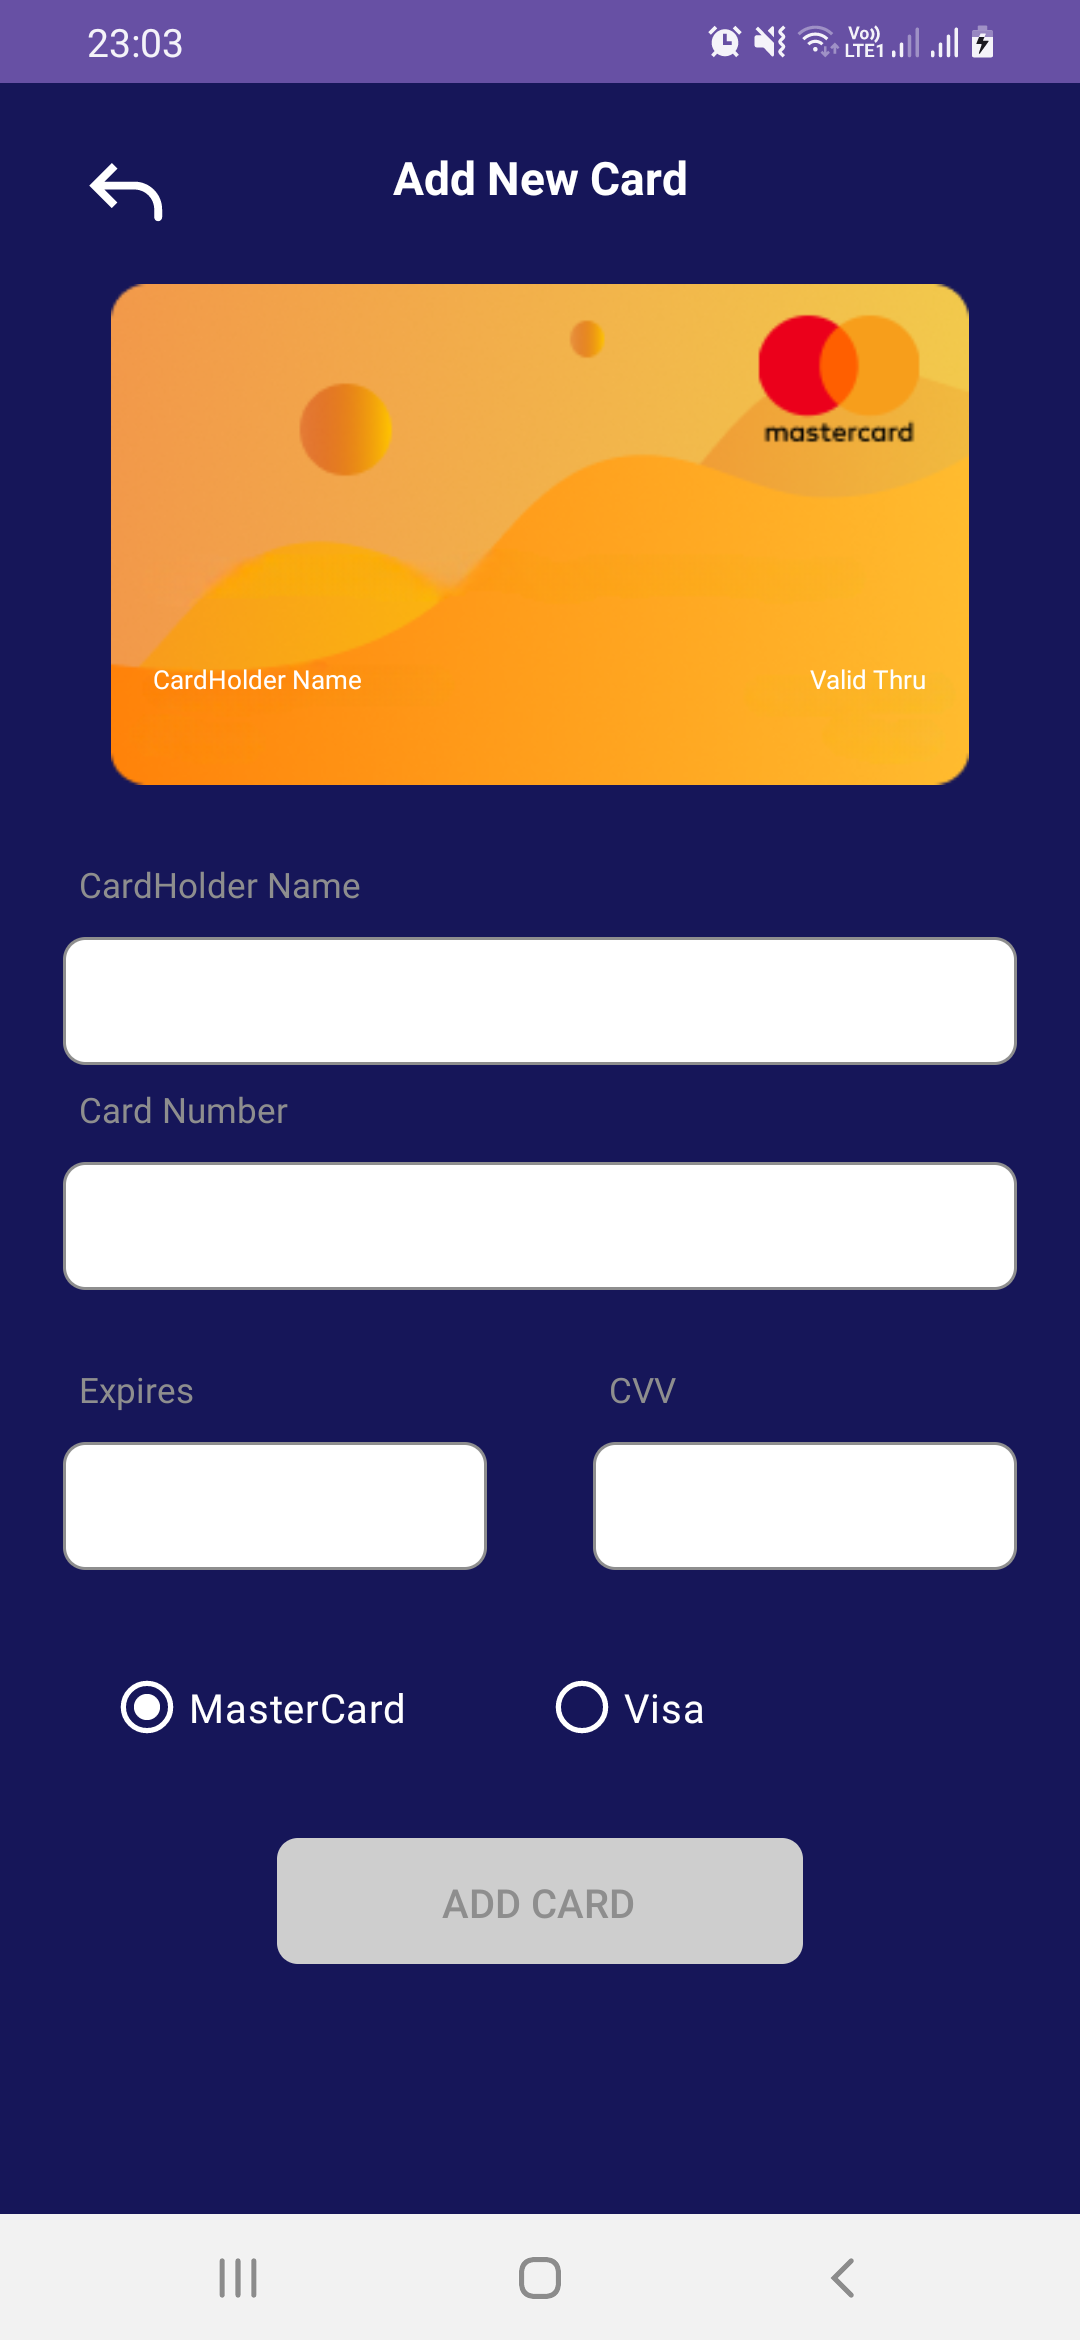 23:03 Vo)) LTE1
Add New Card
mastercard
CardHolder Name Valid Thru
CardHolder Name
Card Number
Expires CVV
MasterCard Visa
ADD CARD